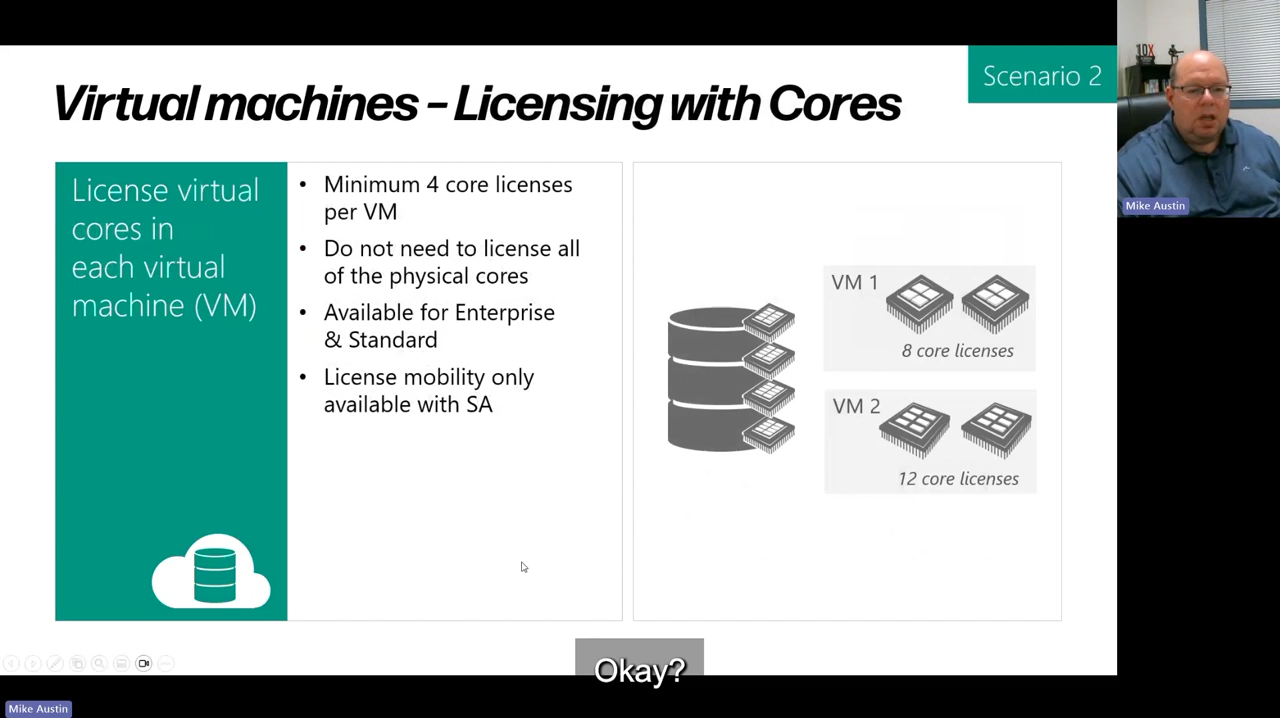 Scenario 2
Virtual machines – Licensing with Cores
License virtual
cores in
each virtual
machine (VM)
• Minimum 4 core licenses
per VM
• Do not need to license all
of the physical cores
• Available for Enterprise
& Standard
• License mobility only
available with SA
VM 1
8 core licenses
VM 2
12 core licenses
10X
Mike Austin
Okay?
Mike Austin